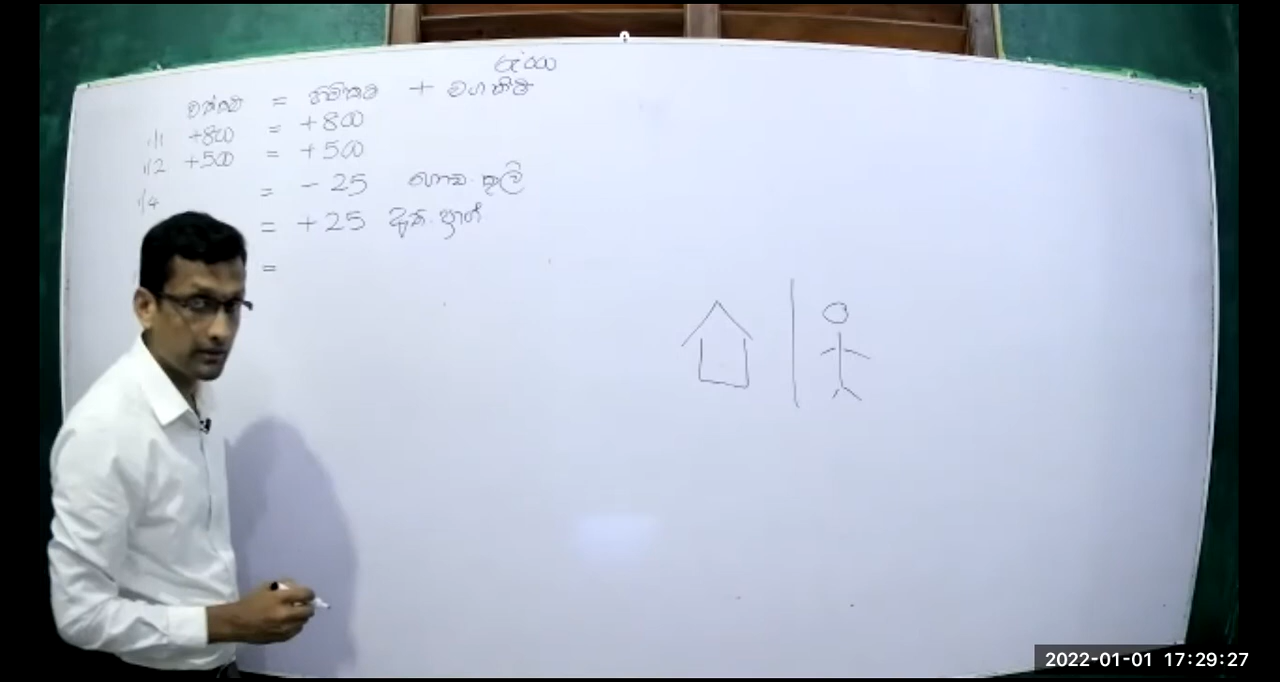 රු '000
වත්කම් = හිමිකම + වගකීම්
1/1 +800 = +800
1/2 +500 = +500
1/4 = - 25 ගොඩ. කුලී
= + 25
=
2022-01-01 17:29:27